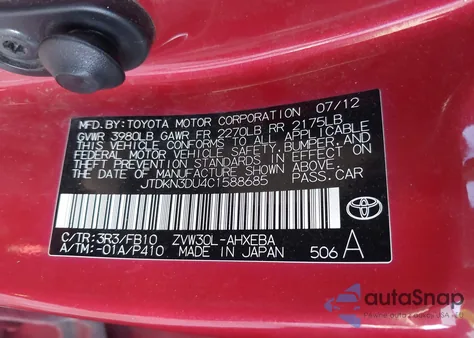 MFD. BY: TOYOTA MOTOR CORPORATION 07/12
GVWR 3980LB GAWR FR 2270LB RR 2175LB
THIS VEHICLE CONFORMS TO ALL APPLICABLE
FEDERAL MOTOR VEHICLE SAFETY, BUMPER, AND
THEFT PREVENTION STANDARDS IN EFFECT ON
THE DATE OF MANUFACTURE SHOWN ABOVE.
JTDKN3DU4C1588685 PASS.CAR
C/TR: 3R3/FB10 ZVW30L-AHXEBA
A/TM: -01A/P410 MADE IN JAPAN 506 A
TOYOTA
autoSnap